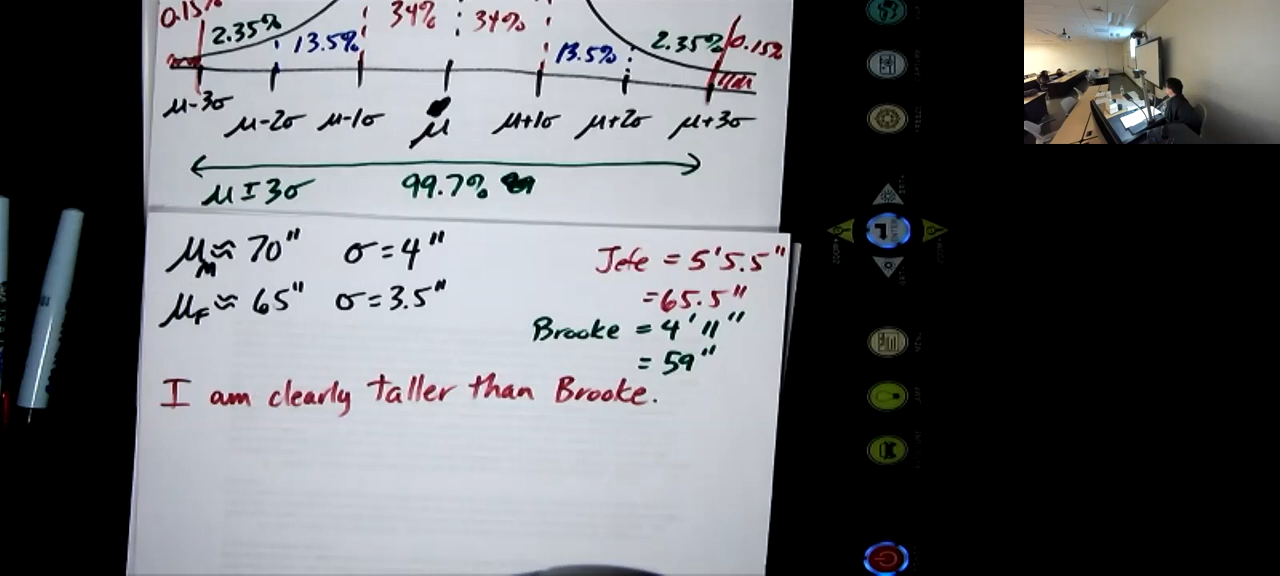 0.15%
2.35% 13.5% 34% 34% 13.5% 2.35% 0.15%
μ-3σ μ-2σ μ-1σ μ μ+1σ μ+2σ μ+3σ
μ±3σ 99.7%
μM ≈ 70" σ = 4"
Jefe = 5'5.5"
= 65.5"
μF ≈ 65" σ = 3.5"
Brooke = 4'11"
= 59"
I am clearly taller than Brooke.
ENTER